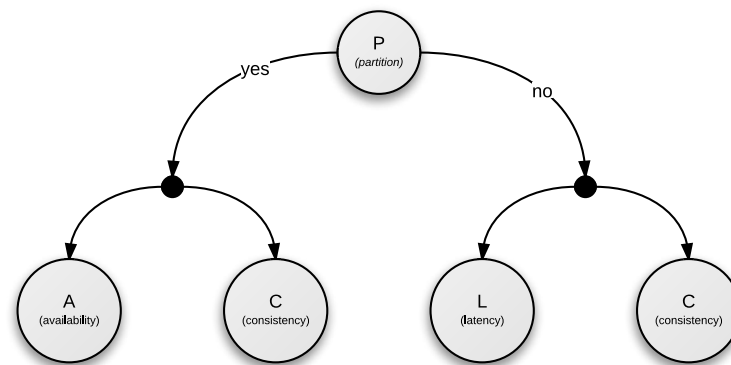 P
(partition)
yes
no
A
(availability)
C
(consistency)
L
(latency)
C
(consistency)